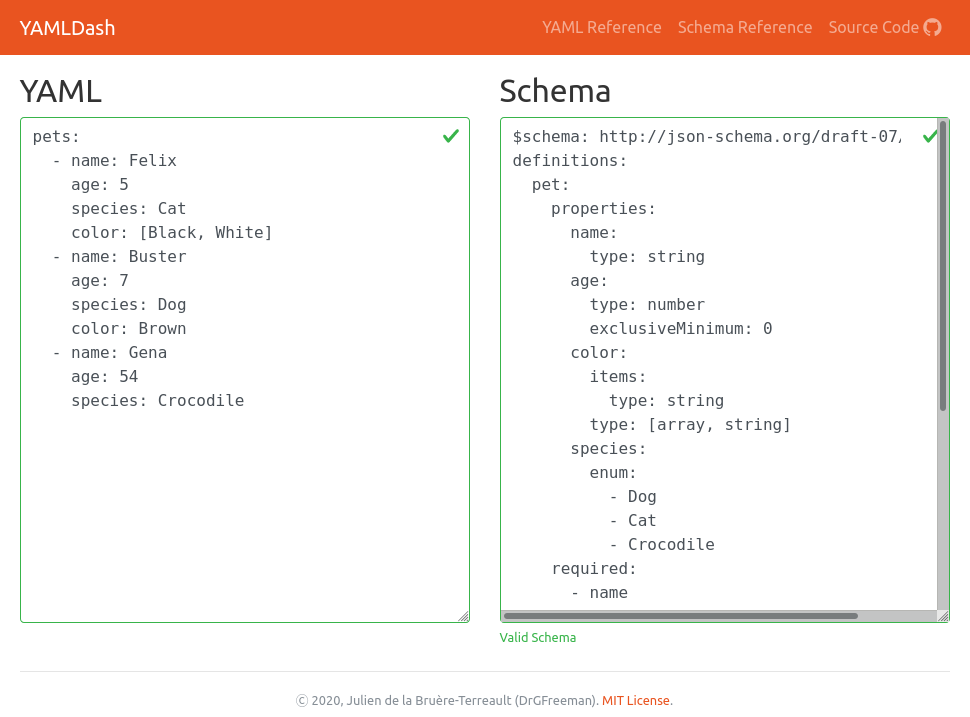 YAMLDash
YAML Reference Schema Reference Source Code
YAML
pets:
  - name: Felix
    age: 5
    species: Cat
    color: [Black, White]
  - name: Buster
    age: 7
    species: Dog
    color: Brown
  - name: Gena
    age: 54
    species: Crocodile
Schema
$schema: http://json-schema.org/draft-07/
definitions:
  pet:
    properties:
      name:
        type: string
      age:
        type: number
        exclusiveMinimum: 0
      color:
        items:
          type: string
        type: [array, string]
      species:
        enum:
          - Dog
          - Cat
          - Crocodile
    required:
      - name
Valid Schema
Ⓒ 2020, Julien de la Bruère-Terreault (DrGFreeman). MIT License.